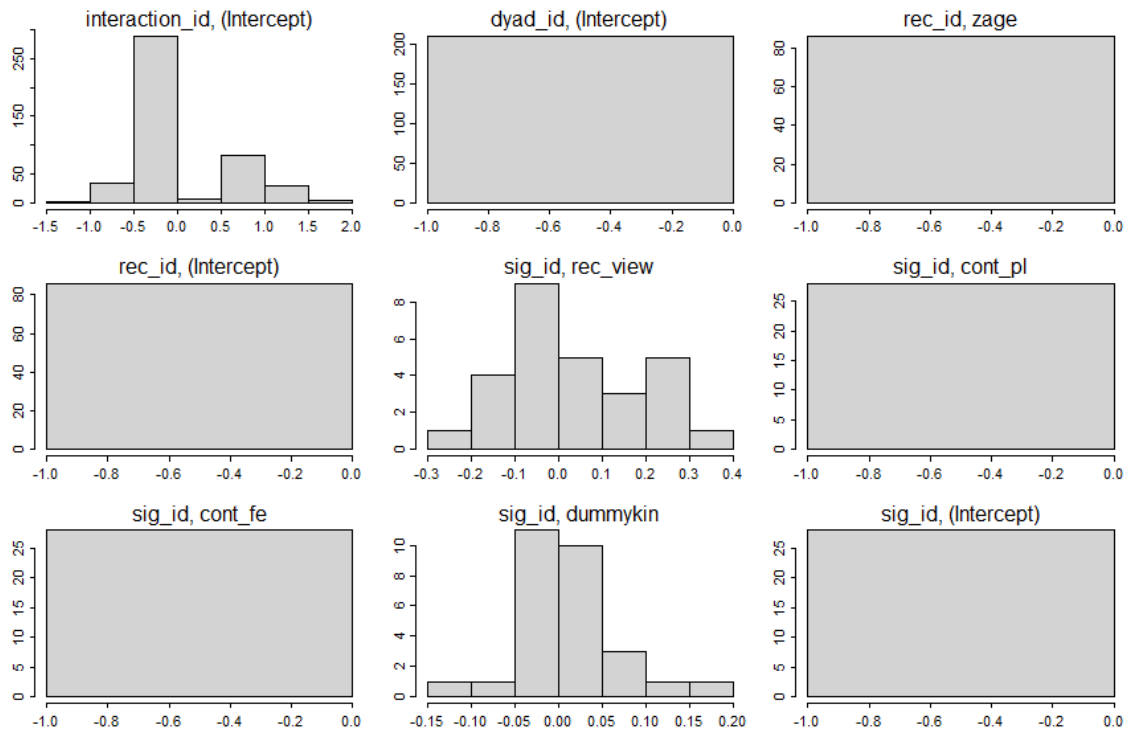 interaction_id, (Intercept)
250
150
50
0
-1.5 -1.0 -0.5 0.0 0.5 1.0 1.5 2.0
dyad_id, (Intercept)
200
150
100
50
0
-1.0 -0.8 -0.6 -0.4 -0.2 0.0
rec_id, zage
80
60
40
20
0
-1.0 -0.8 -0.6 -0.4 -0.2 0.0
rec_id, (Intercept)
80
60
40
20
0
-1.0 -0.8 -0.6 -0.4 -0.2 0.0
sig_id, rec_view
8
6
4
2
0
-0.3 -0.2 -0.1 0.0 0.1 0.2 0.3 0.4
sig_id, cont_pl
25
20
15
10
5
0
-1.0 -0.8 -0.6 -0.4 -0.2 0.0
sig_id, cont_fe
25
20
15
10
5
0
-1.0 -0.8 -0.6 -0.4 -0.2 0.0
sig_id, dummykin
10
8
6
4
2
0
-0.15 -0.10 -0.05 0.00 0.05 0.10 0.15 0.20
sig_id, (Intercept)
25
20
15
10
5
0
-1.0 -0.8 -0.6 -0.4 -0.2 0.0